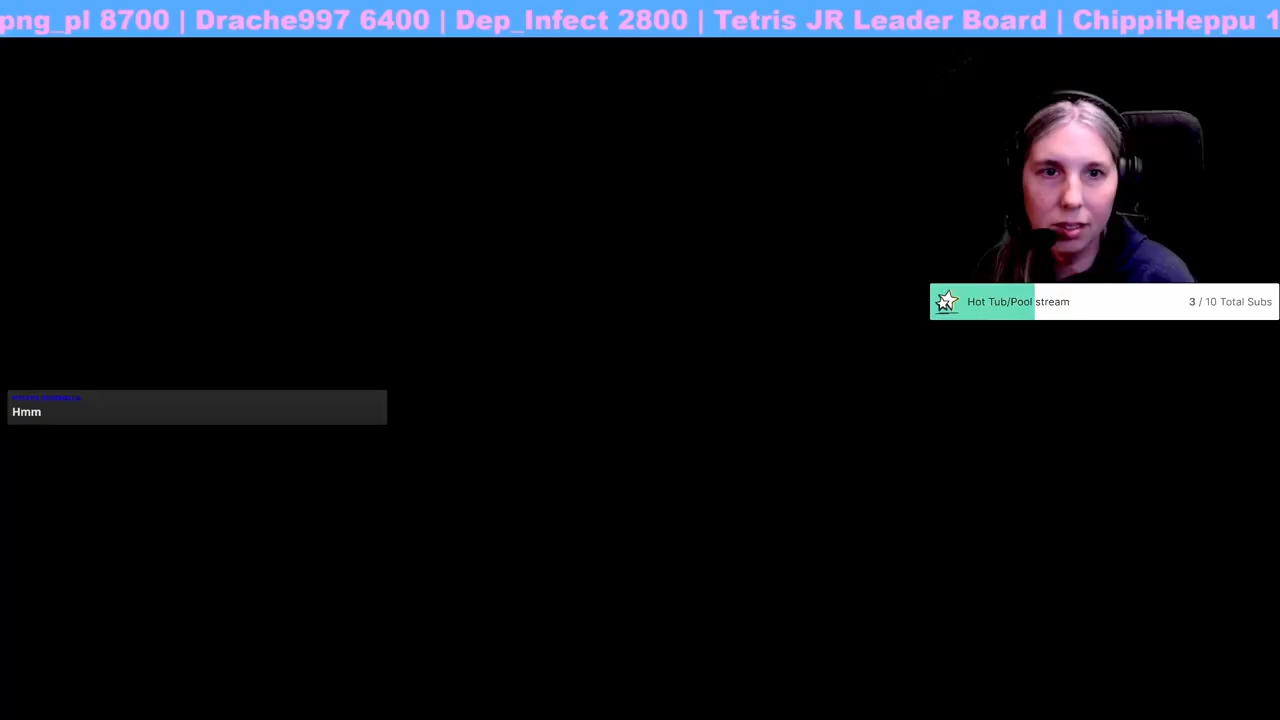 png_pl 8700 | Drache997 6400 | Dep_Infect 2800 | Tetris JR Leader Board | ChippiHeppu 1
Hot Tub/Pool stream 3 / 10 Total Subs
Hmm